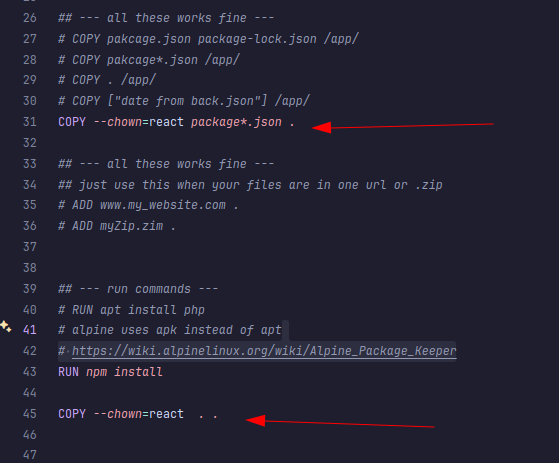 26 ## --- all these works fine ---
27 # COPY pakcage.json package-lock.json /app/
28 # COPY pakcage*.json /app/
29 # COPY . /app/
30 # COPY ["date from back.json"] /app/
31 COPY --chown=react package*.json .
32
33 ## --- all these works fine ---
34 ## just use this when your files are in one url or .zip
35 # ADD www.my_website.com .
36 # ADD myZip.zim .
37
38
39 ## --- run commands ---
40 # RUN apt install php
41 # alpine uses apk instead of apt
42 # https://wiki.alpinelinux.org/wiki/Alpine_Package_Keeper
43 RUN npm install
44
45 COPY --chown=react  . .
46
47